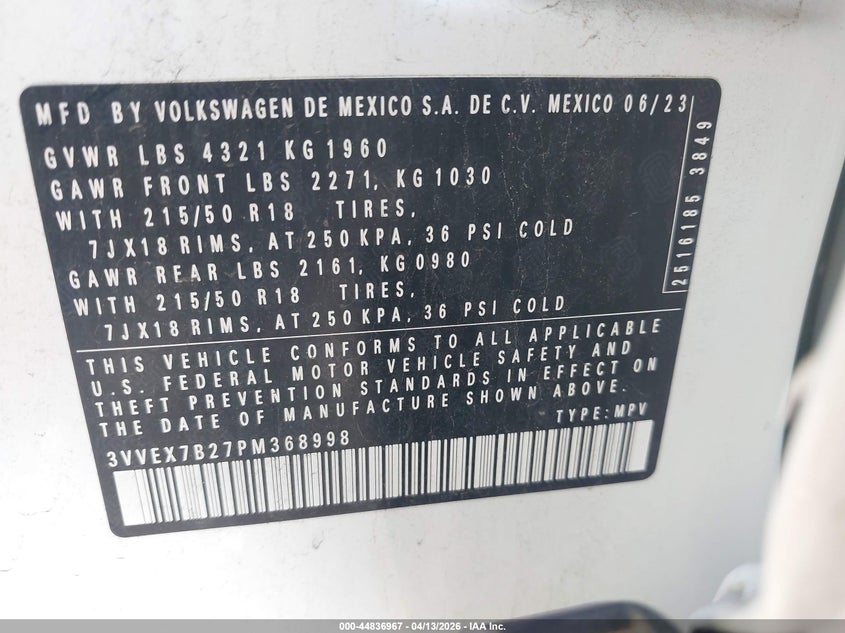 MFD BY VOLKSWAGEN DE MEXICO S.A. DE C.V. MEXICO 06/23
GVWR LBS 4321 KG 1960
GAWR FRONT LBS 2271, KG 1030
WITH 215/50 R18 TIRES,
7JX18 RIMS, AT 250 KPA, 36 PSI COLD
GAWR REAR LBS 2161, KG 0980
WITH 215/50 R18 TIRES,
7JX18 RIMS, AT 250 KPA, 36 PSI COLD
2516185 3849
THIS VEHICLE CONFORMS TO ALL APPLICABLE
U.S. FEDERAL MOTOR VEHICLE SAFETY AND
THEFT PREVENTION STANDARDS IN EFFECT ON
THE DATE OF MANUFACTURE SHOWN ABOVE.
TYPE: MPV
3VVEX7B27PM368998
000-44836967 - 04/13/2026 - IAA Inc.